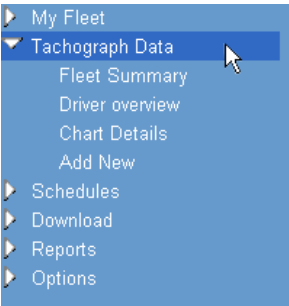 My Fleet
Tachograph Data
Fleet Summary
Driver overview
Chart Details
Add New
Schedules
Download
Reports
Options